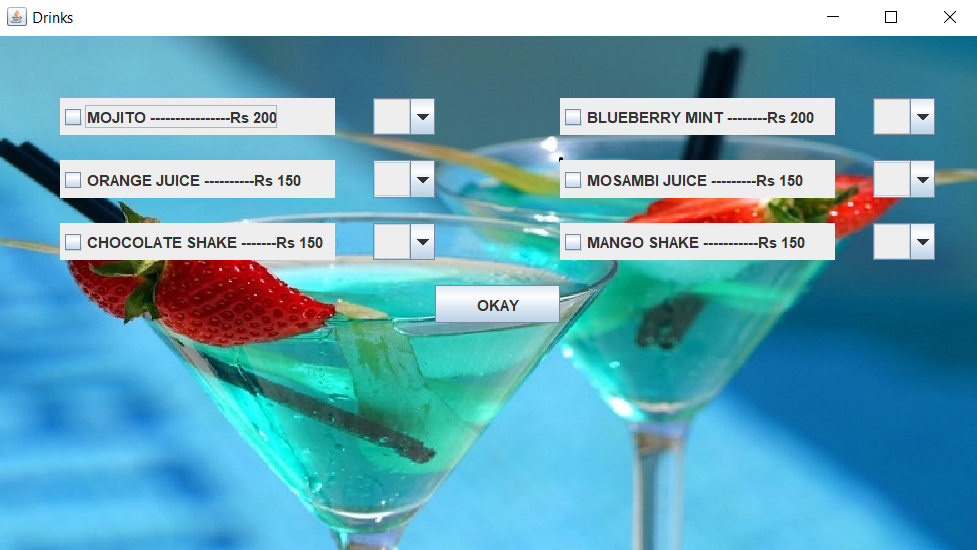 Drinks
MOJITO ----------------Rs 200
BLUEBERRY MINT --------Rs 200
ORANGE JUICE ----------Rs 150
MOSAMBI JUICE ---------Rs 150
CHOCOLATE SHAKE -------Rs 150
MANGO SHAKE -----------Rs 150
OKAY